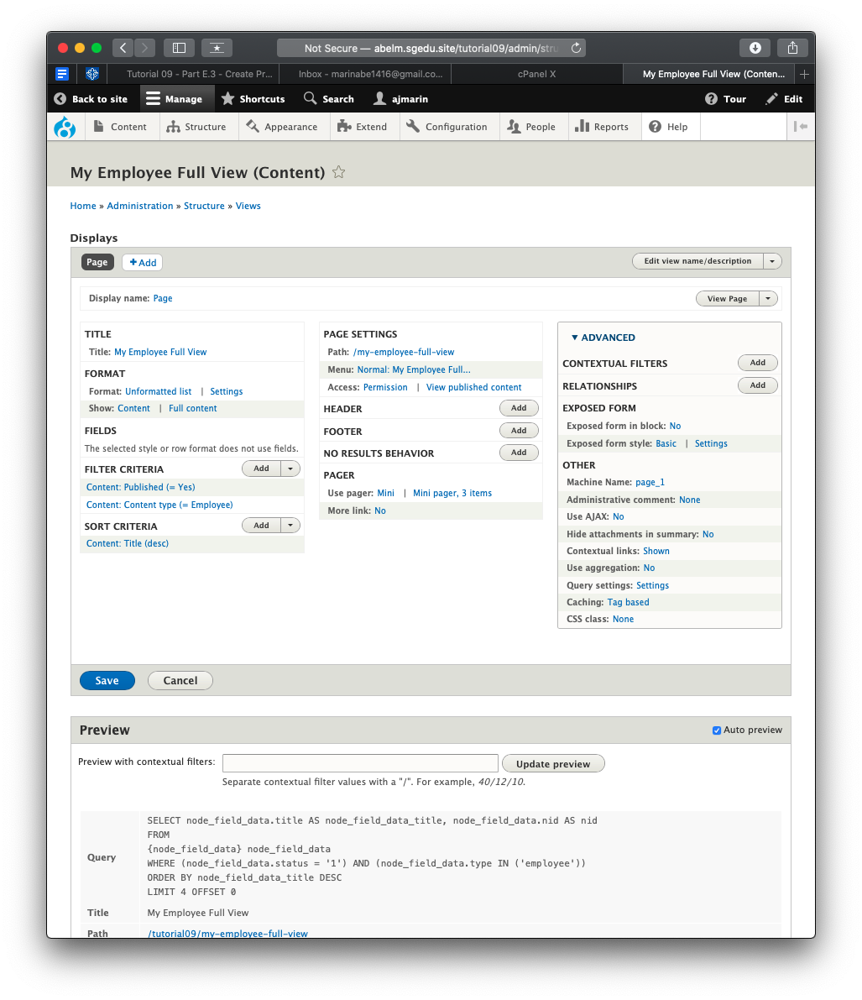 Not Secure — abelm.sgedu.site/tutorial09/admin/stru
Tutorial 09 - Part E.3 - Create Pr... Inbox - marinabe1416@gmail.co... cPanel X My Employee Full View (Conten... +
Back to site Manage Shortcuts Search ajmarin Tour Edit
Content Structure Appearance Extend Configuration People Reports Help
My Employee Full View (Content)
Home » Administration » Structure » Views
Displays
Page + Add Edit view name/description
Display name: Page View Page
TITLE
Title: My Employee Full View
FORMAT
Format: Unformatted list | Settings
Show: Content | Full content
FIELDS
The selected style or row format does not use fields.
FILTER CRITERIA Add
Content: Published (= Yes)
Content: Content type (= Employee)
SORT CRITERIA Add
Content: Title (desc)
PAGE SETTINGS
Path: /my-employee-full-view
Menu: Normal: My Employee Full...
Access: Permission | View published content
HEADER Add
FOOTER Add
NO RESULTS BEHAVIOR Add
PAGER
Use pager: Mini | Mini pager, 3 items
More link: No
ADVANCED
CONTEXTUAL FILTERS Add
RELATIONSHIPS Add
EXPOSED FORM
Exposed form in block: No
Exposed form style: Basic | Settings
OTHER
Machine Name: page_1
Administrative comment: None
Use AJAX: No
Hide attachments in summary: No
Contextual links: Shown
Use aggregation: No
Query settings: Settings
Caching: Tag based
CSS class: None
Save Cancel
Preview Auto preview
Preview with contextual filters: Update preview
Separate contextual filter values with a "/". For example, 40/12/10.
Query
SELECT node_field_data.title AS node_field_data_title, node_field_data.nid AS nid
FROM
{node_field_data} node_field_data
WHERE (node_field_data.status = '1') AND (node_field_data.type IN ('employee'))
ORDER BY node_field_data_title DESC
LIMIT 4 OFFSET 0
Title My Employee Full View
Path /tutorial09/my-employee-full-view